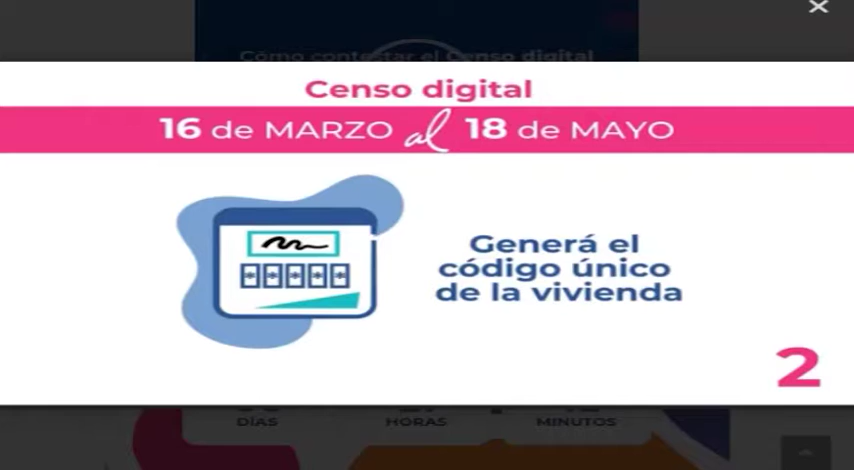 Cómo contestar el Censo digital
Censo digital
16 de MARZO al 18 de MAYO
Generá el
código único
de la vivienda
2
DÍAS HORAS MINUTOS